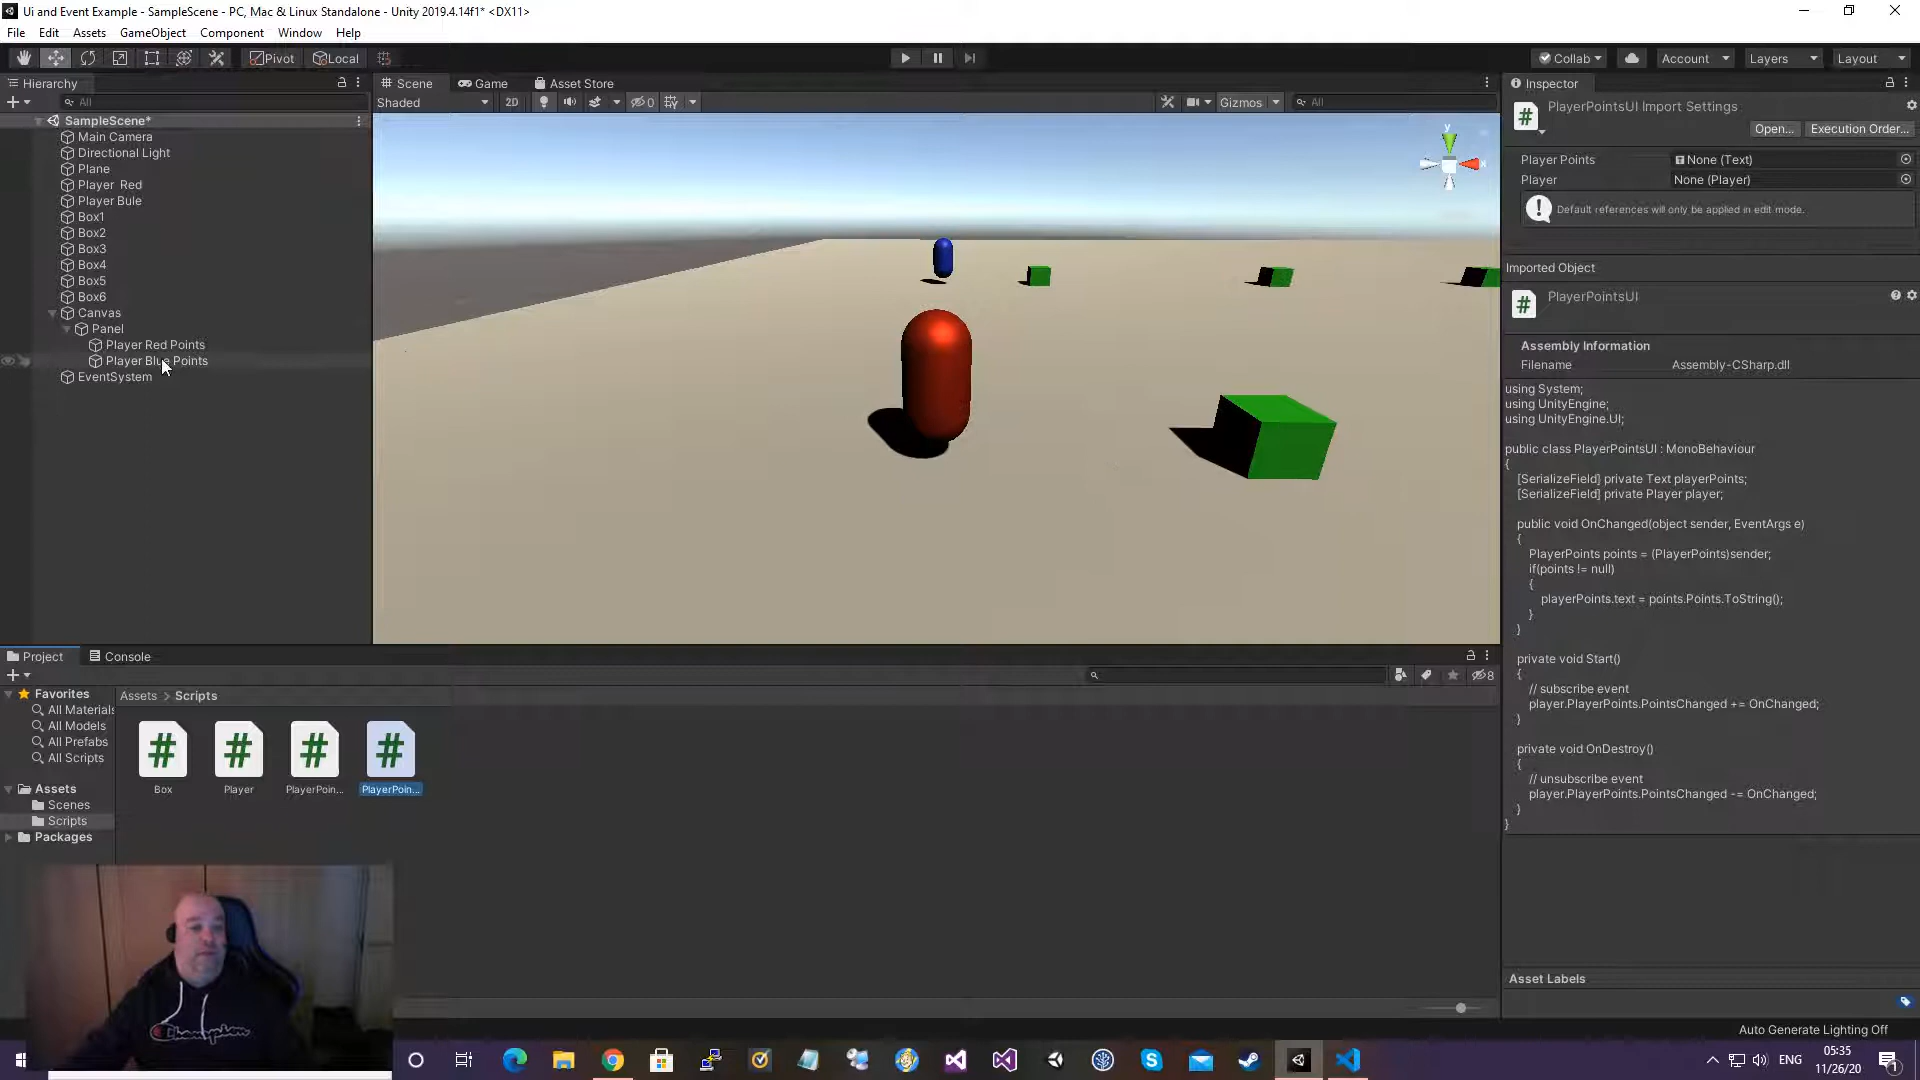 Ui and Event Example - SampleScene - PC, Mac & Linux Standalone - Unity 2019.4.14f1* <DX11>
File Edit Assets GameObject Component Window Help
Pivot Local Collab Account Layers Layout
Hierarchy
All
SampleScene*
Main Camera
Directional Light
Plane
Player Red
Player Bule
Box1
Box2
Box3
Box4
Box5
Box6
Canvas
Panel
Player Red Points
Player Blue Points
EventSystem
Scene Game Asset Store
Shaded 2D 0 Gizmos All
y
x
Inspector
PlayerPointsUI Import Settings
Open... Execution Order...
Player Points None (Text)
Player None (Player)
Default references will only be applied in edit mode.
Imported Object
PlayerPointsUI
Assembly Information
Filename Assembly-CSharp.dll
using System;
using UnityEngine;
using UnityEngine.UI;
public class PlayerPointsUI : MonoBehaviour
{
[SerializeField] private Text playerPoints;
[SerializeField] private Player player;
public void OnChanged(object sender, EventArgs e)
{
PlayerPoints points = (PlayerPoints)sender;
if(points != null)
{
playerPoints.text = points.Points.ToString();
}
}
private void Start()
{
// subscribe event
player.PlayerPoints.PointsChanged += OnChanged;
}
private void OnDestroy()
{
// unsubscribe event
player.PlayerPoints.PointsChanged -= OnChanged;
}
}
Asset Labels
Auto Generate Lighting Off
Project Console
8
Favorites
All Materials
All Models
All Prefabs
All Scripts
Assets
Scenes
Scripts
Packages
Assets > Scripts
# # # #
Box Player PlayerPoin... PlayerPoin...
Champion
ENG
05:35
11/26/20
1